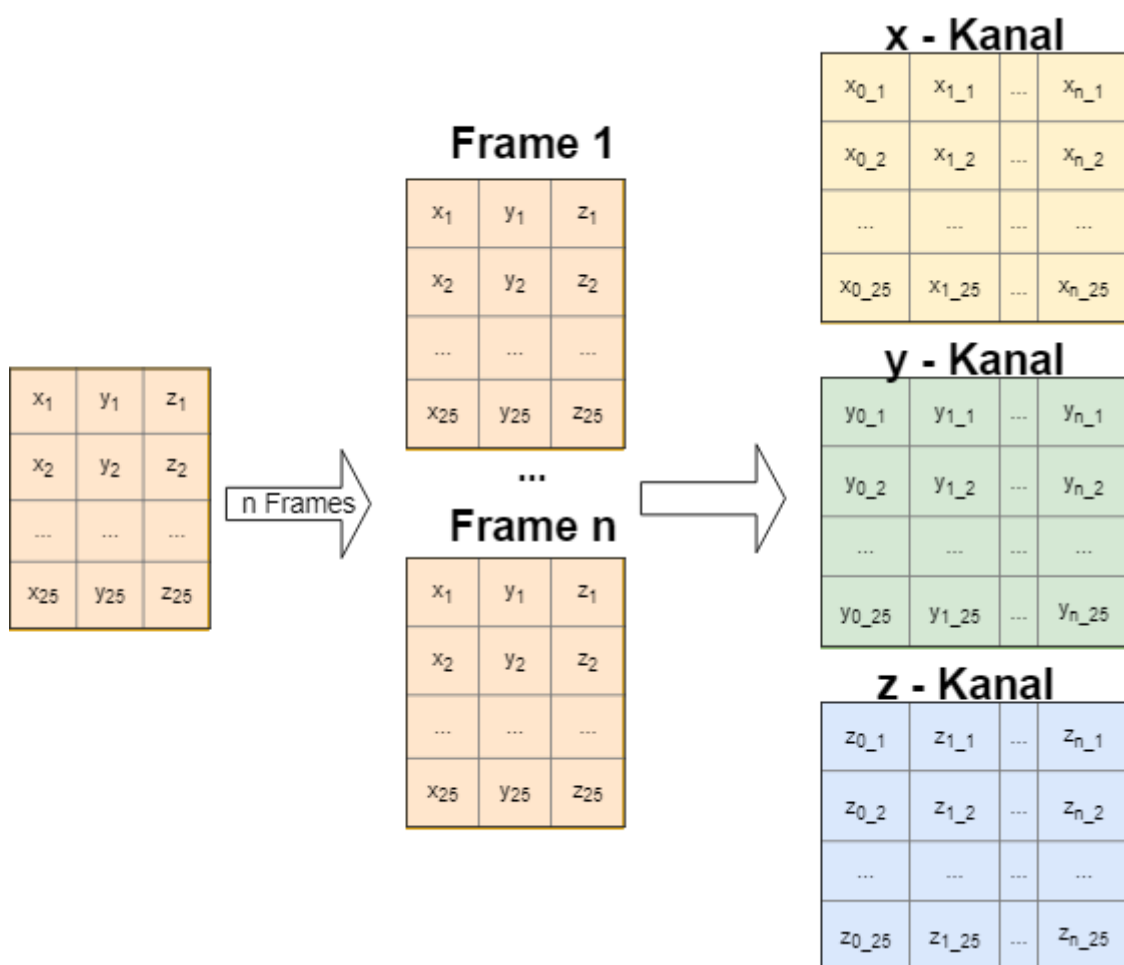 x1 y1 z1
x2 y2 z2
... ... ...
x25 y25 z25
n Frames
Frame 1
x1 y1 z1
x2 y2 z2
... ... ...
x25 y25 z25
...
Frame n
x1 y1 z1
x2 y2 z2
... ... ...
x25 y25 z25
x - Kanal
x0_1 x1_1 ... xn_1
x0_2 x1_2 ... xn_2
... ... ... ...
x0_25 x1_25 ... xn_25
y - Kanal
y0_1 y1_1 ... yn_1
y0_2 y1_2 ... yn_2
... ... ... ...
y0_25 y1_25 ... yn_25
z - Kanal
z0_1 z1_1 ... zn_1
z0_2 z1_2 ... zn_2
... ... ... ...
z0_25 z1_25 ... zn_25